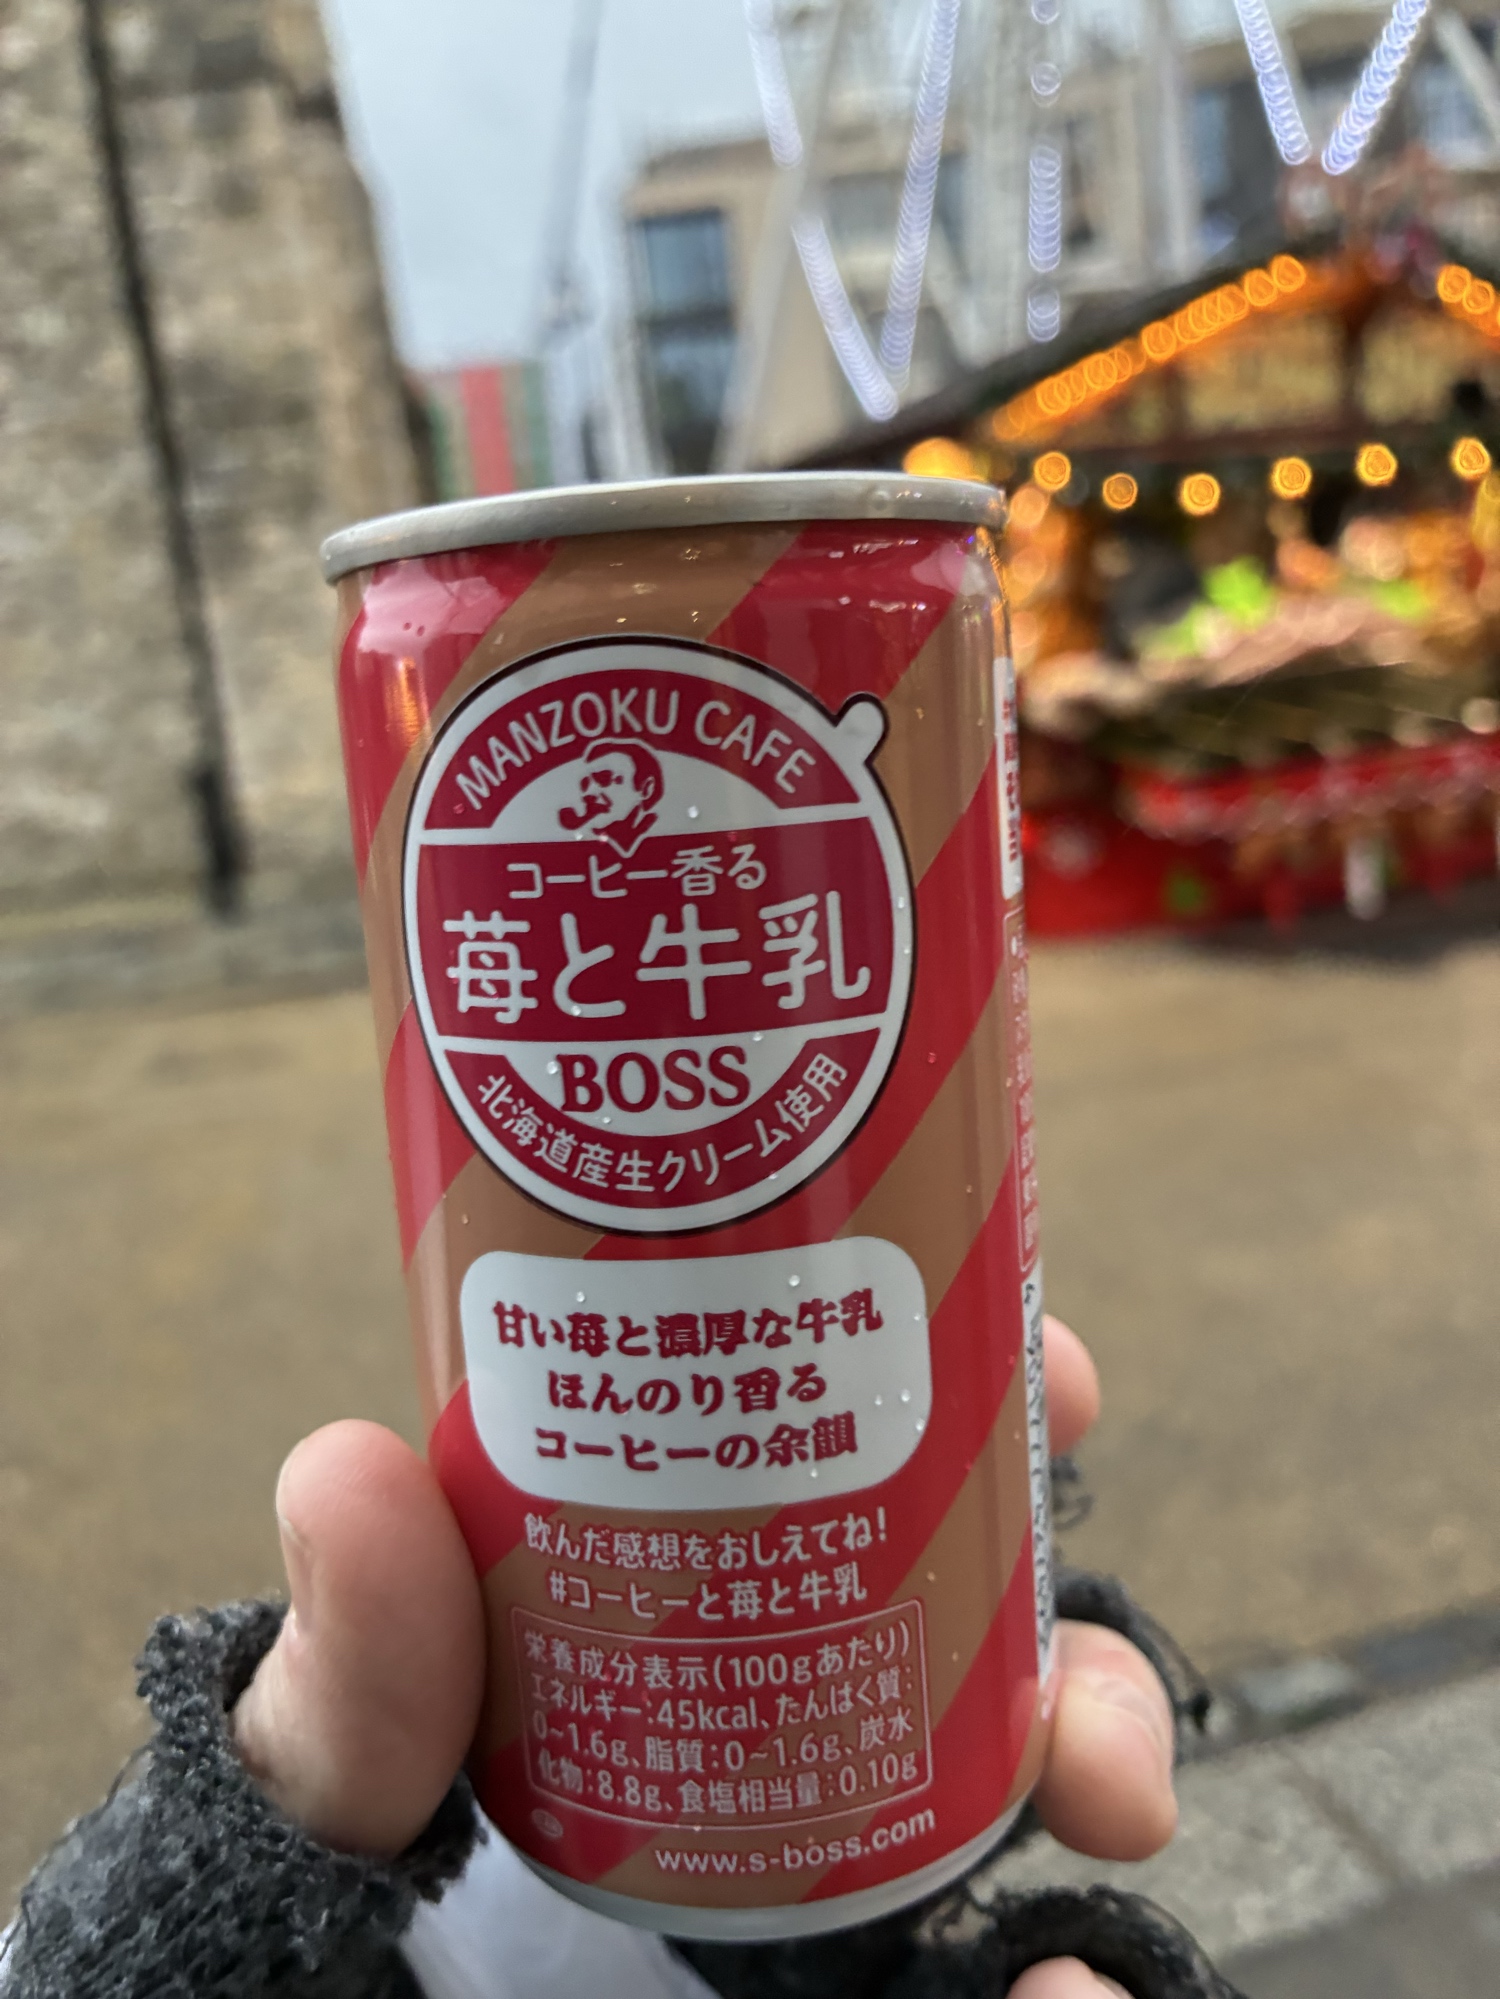 MANZOKU CAFE
コーヒー香る
苺と牛乳
BOSS
北海道産生クリーム使用
甘い苺と濃厚な牛乳
ほんのり香る
コーヒーの余韻
飲んだ感想をおしえてね!
#コーヒーと苺と牛乳
栄養成分表示(100gあたり)
エネルギー:45kcal、たんぱく質:
0~1.6g、脂質:0~1.6g、炭水
化物:8.8g、食塩相当量:0.10g
www.s-boss.com